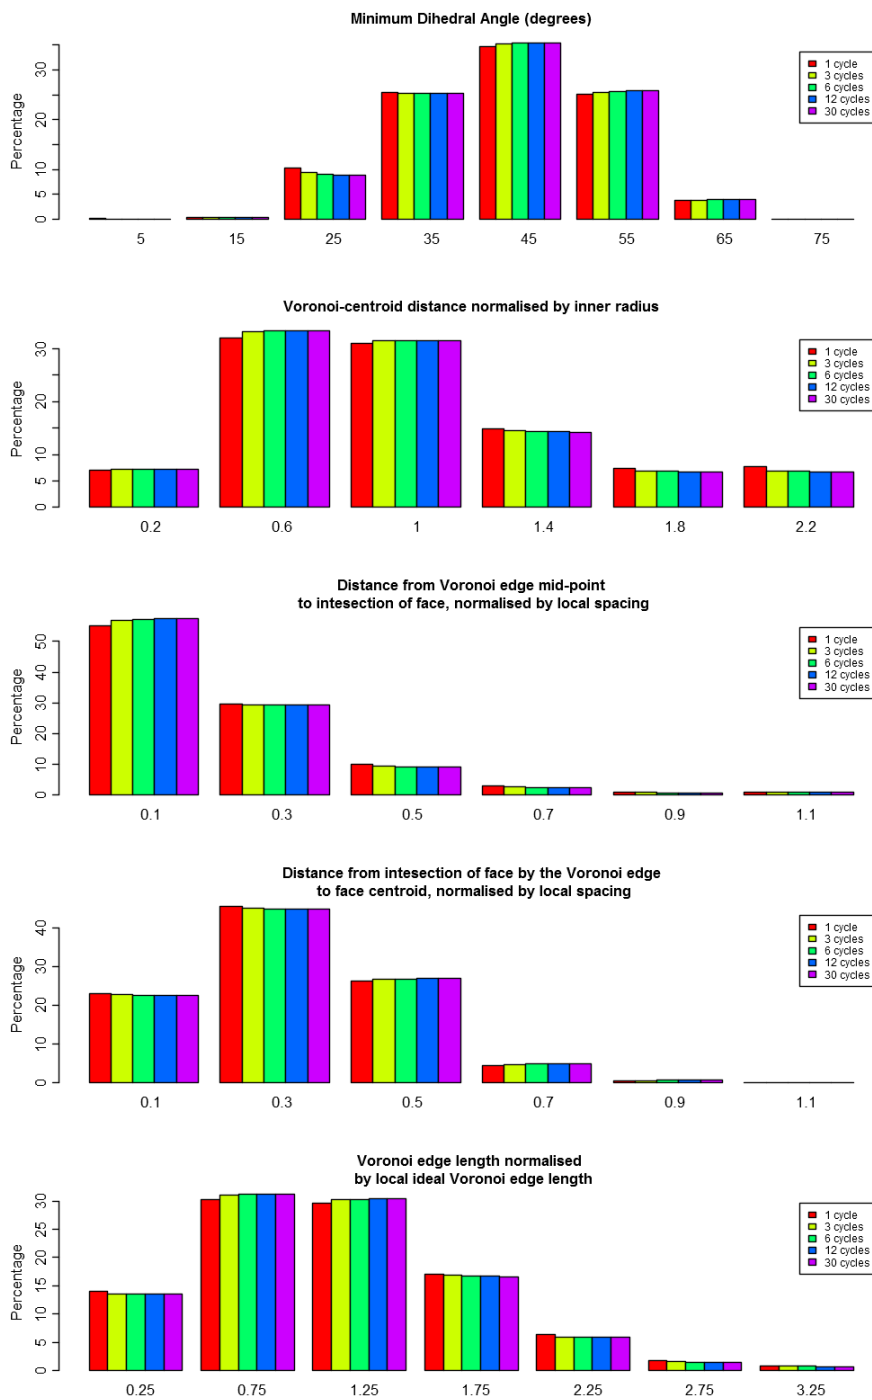 Minimum Dihedral Angle (degrees)
Percentage
0 5 10 20 30
5 15 25 35 45 55 65 75
1 cycle
3 cycles
6 cycles
12 cycles
30 cycles
Voronoi-centroid distance normalised by inner radius
Percentage
0 5 10 20 30
0.2 0.6 1 1.4 1.8 2.2
1 cycle
3 cycles
6 cycles
12 cycles
30 cycles
Distance from Voronoi edge mid-point
to intesection of face, normalised by local spacing
Percentage
0 10 20 30 40 50
0.1 0.3 0.5 0.7 0.9 1.1
1 cycle
3 cycles
6 cycles
12 cycles
30 cycles
Distance from intesection of face by the Voronoi edge
to face centroid, normalised by local spacing
Percentage
0 10 20 30 40
0.1 0.3 0.5 0.7 0.9 1.1
1 cycle
3 cycles
6 cycles
12 cycles
30 cycles
Voronoi edge length normalised
by local ideal Voronoi edge length
Percentage
0 5 10 15 20 25 30
0.25 0.75 1.25 1.75 2.25 2.75 3.25
1 cycle
3 cycles
6 cycles
12 cycles
30 cycles